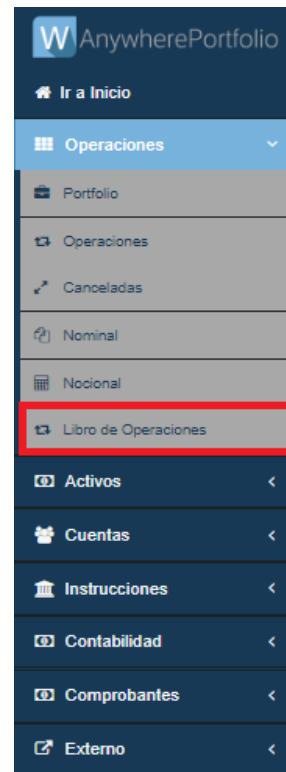 W AnywherePortfolio
Ir a Inicio
Operaciones
Portfolio
Operaciones
Canceladas
Nominal
Nocional
Libro de Operaciones
Activos
Cuentas
Instrucciones
Contabilidad
Comprobantes
Externo